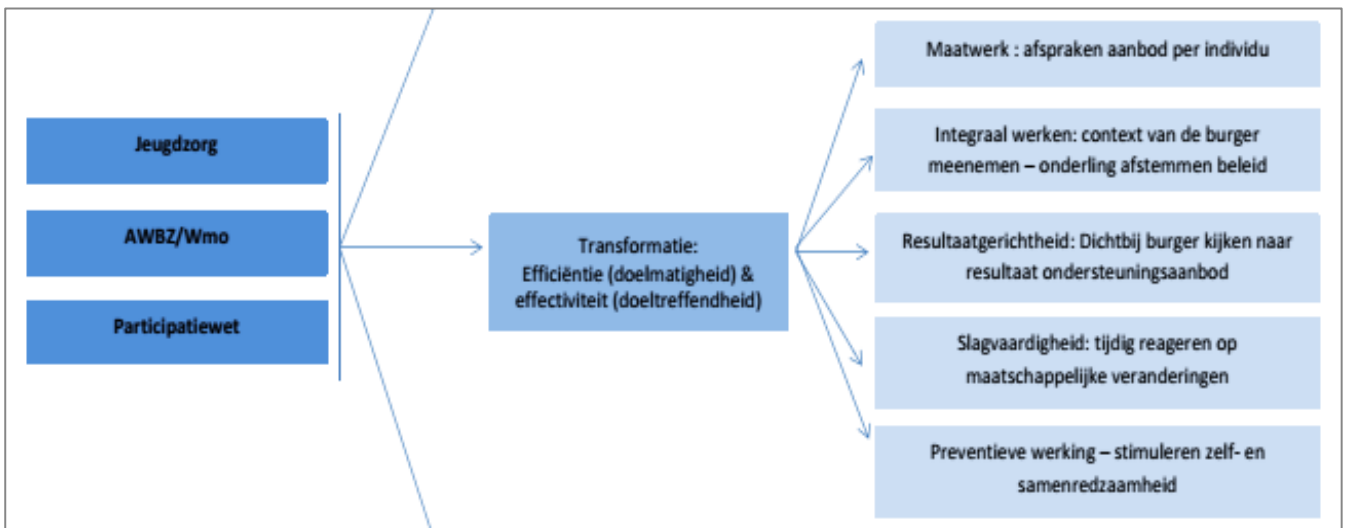 Jeugdzorg
AWBZ/Wmo
Participatiewet
Transformatie:
Efficiëntie (doelmatigheid) &
effectiviteit (doeltreffendheid)
Maatwerk : afspraken aanbod per individu
Integraal werken: context van de burger
meenemen – onderling afstemmen beleid
Resultaatgerichtheid: Dichtbij burger kijken naar
resultaat ondersteuningsaanbod
Slagvaardigheid: tijdig reageren op
maatschappelijke veranderingen
Preventieve werking – stimuleren zelf- en
samenredzaamheid